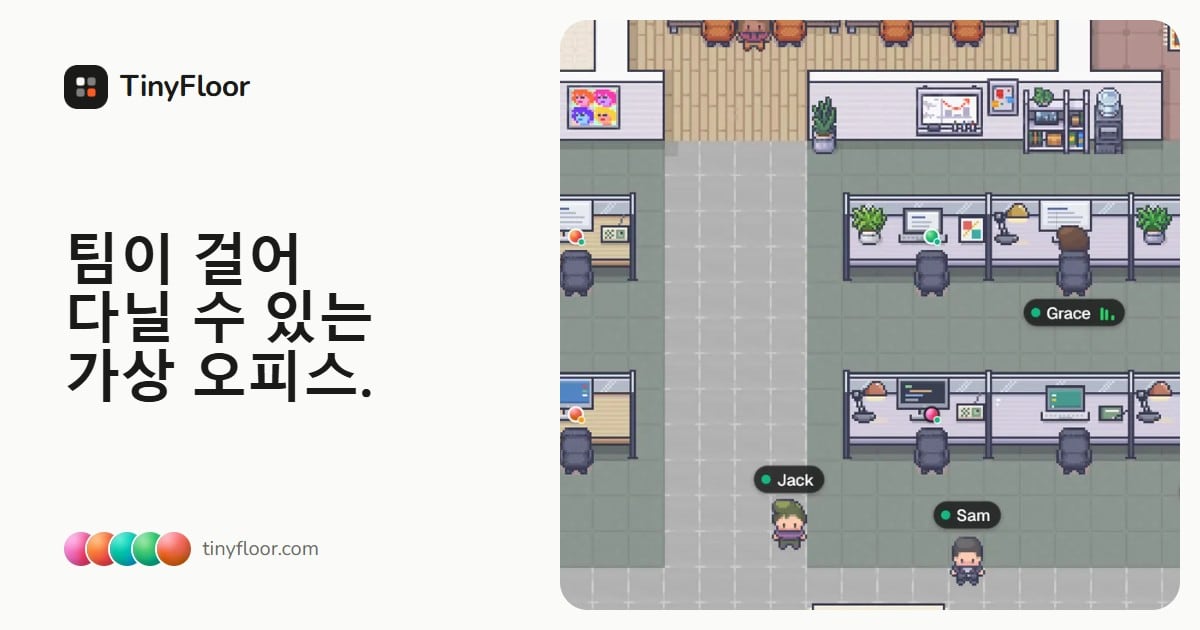 TinyFloor
팀이 걸어
다닐 수 있는
가상 오피스.
tinyfloor.com
Grace
Jack
Sam